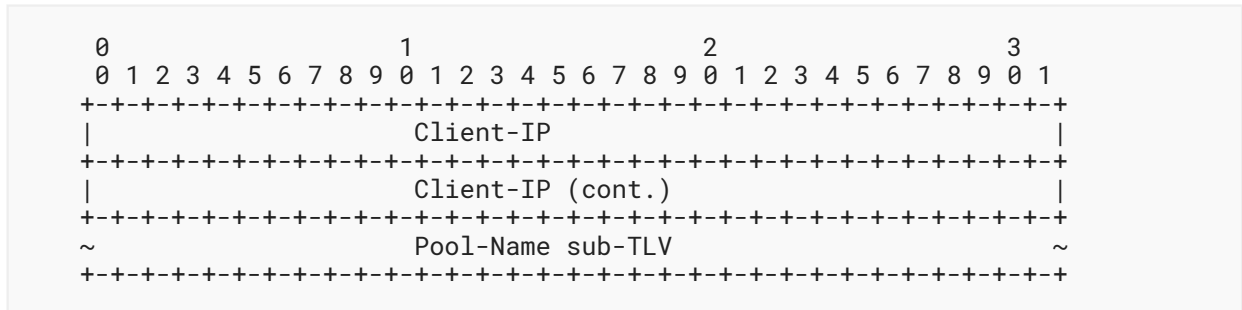 0                   1                   2                   3
0 1 2 3 4 5 6 7 8 9 0 1 2 3 4 5 6 7 8 9 0 1 2 3 4 5 6 7 8 9 0 1
+-+-+-+-+-+-+-+-+-+-+-+-+-+-+-+-+-+-+-+-+-+-+-+-+-+-+-+-+-+-+-+-+
|                     Client-IP                                 |
+-+-+-+-+-+-+-+-+-+-+-+-+-+-+-+-+-+-+-+-+-+-+-+-+-+-+-+-+-+-+-+-+
|                     Client-IP (cont.)                         |
+-+-+-+-+-+-+-+-+-+-+-+-+-+-+-+-+-+-+-+-+-+-+-+-+-+-+-+-+-+-+-+-+
~                     Pool-Name sub-TLV                         ~
+-+-+-+-+-+-+-+-+-+-+-+-+-+-+-+-+-+-+-+-+-+-+-+-+-+-+-+-+-+-+-+-+